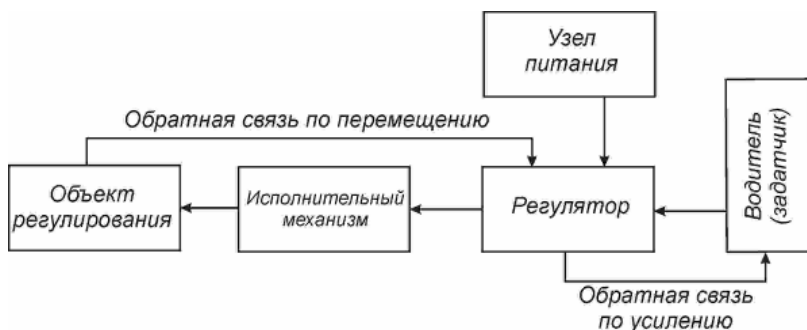 Узел
питания
Обратная связь по перемещению
Объект
регулирования
Исполнительный
механизм
Регулятор
Водитель
(задатчик)
Обратная связь
по усилению